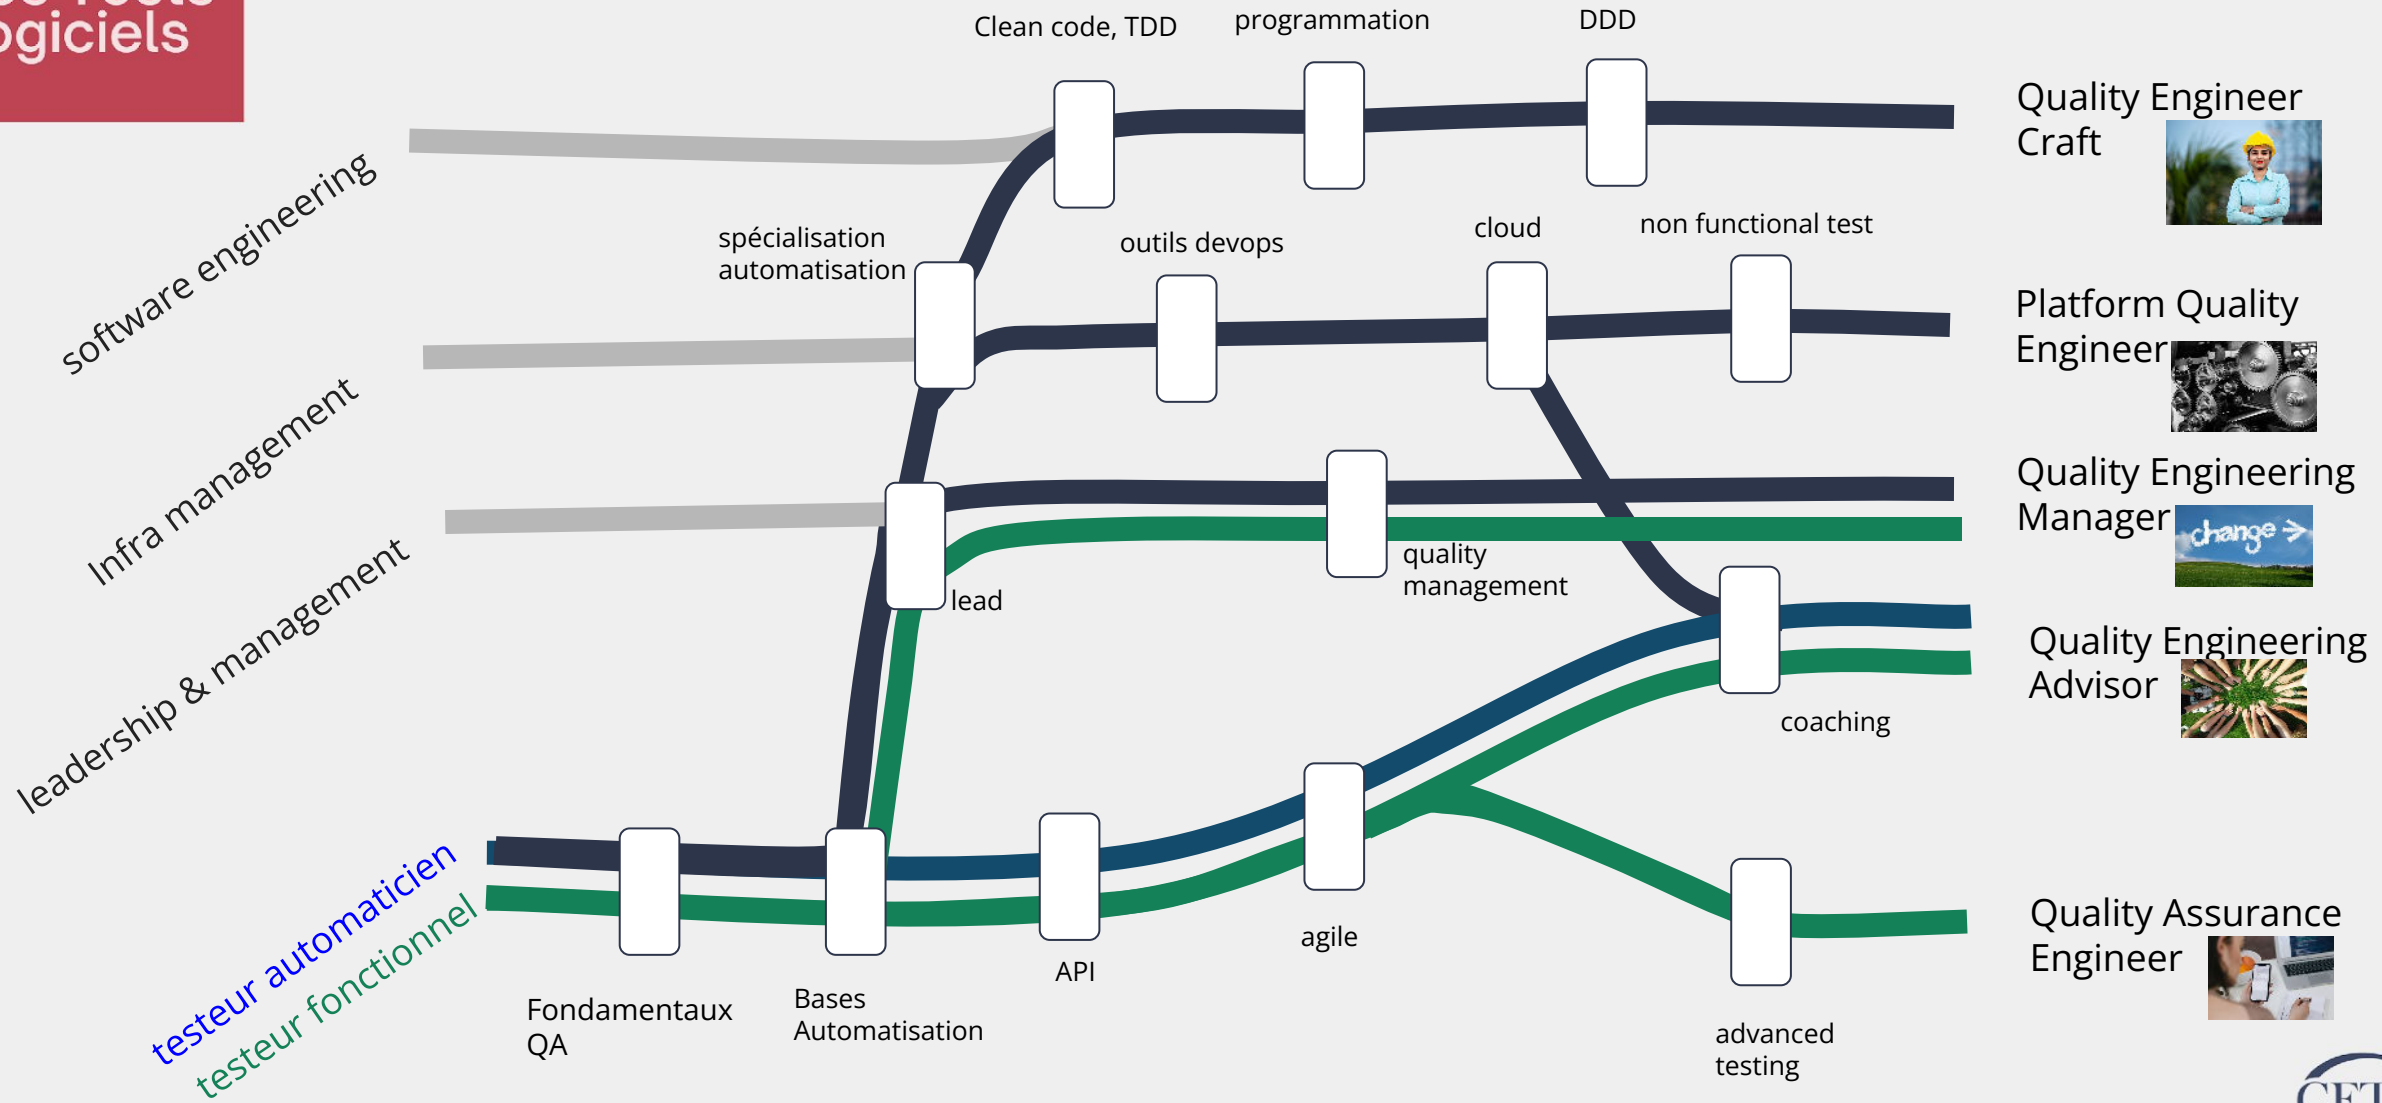 ogiciels
Clean code, TDD
programmation
DDD
Quality Engineer
Craft
software engineering
spécialisation
automatisation
outils devops
cloud
non functional test
Platform Quality
Engineer
Infra management
Quality Engineering
Manager
change
quality
management
lead
leadership & management
Quality Engineering
Advisor
coaching
testeur automaticien
testeur fonctionnel
agile
API
Quality Assurance
Engineer
Fondamentaux
QA
Bases
Automatisation
advanced
testing